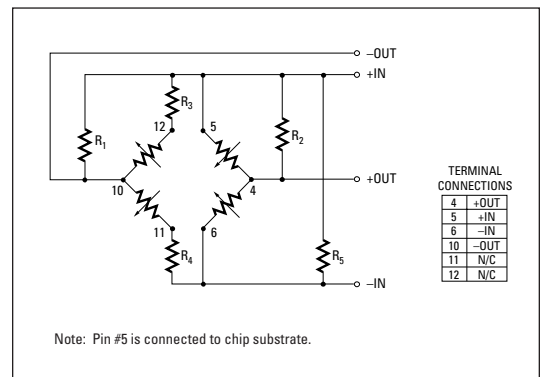 –OUT
+IN
R1
R3
12
5
R2
10
4
+OUT
11
6
R4
R5
–IN
TERMINAL
CONNECTIONS
4 +OUT
5 +IN
6 –IN
10 –OUT
11 N/C
12 N/C
Note: Pin #5 is connected to chip substrate.